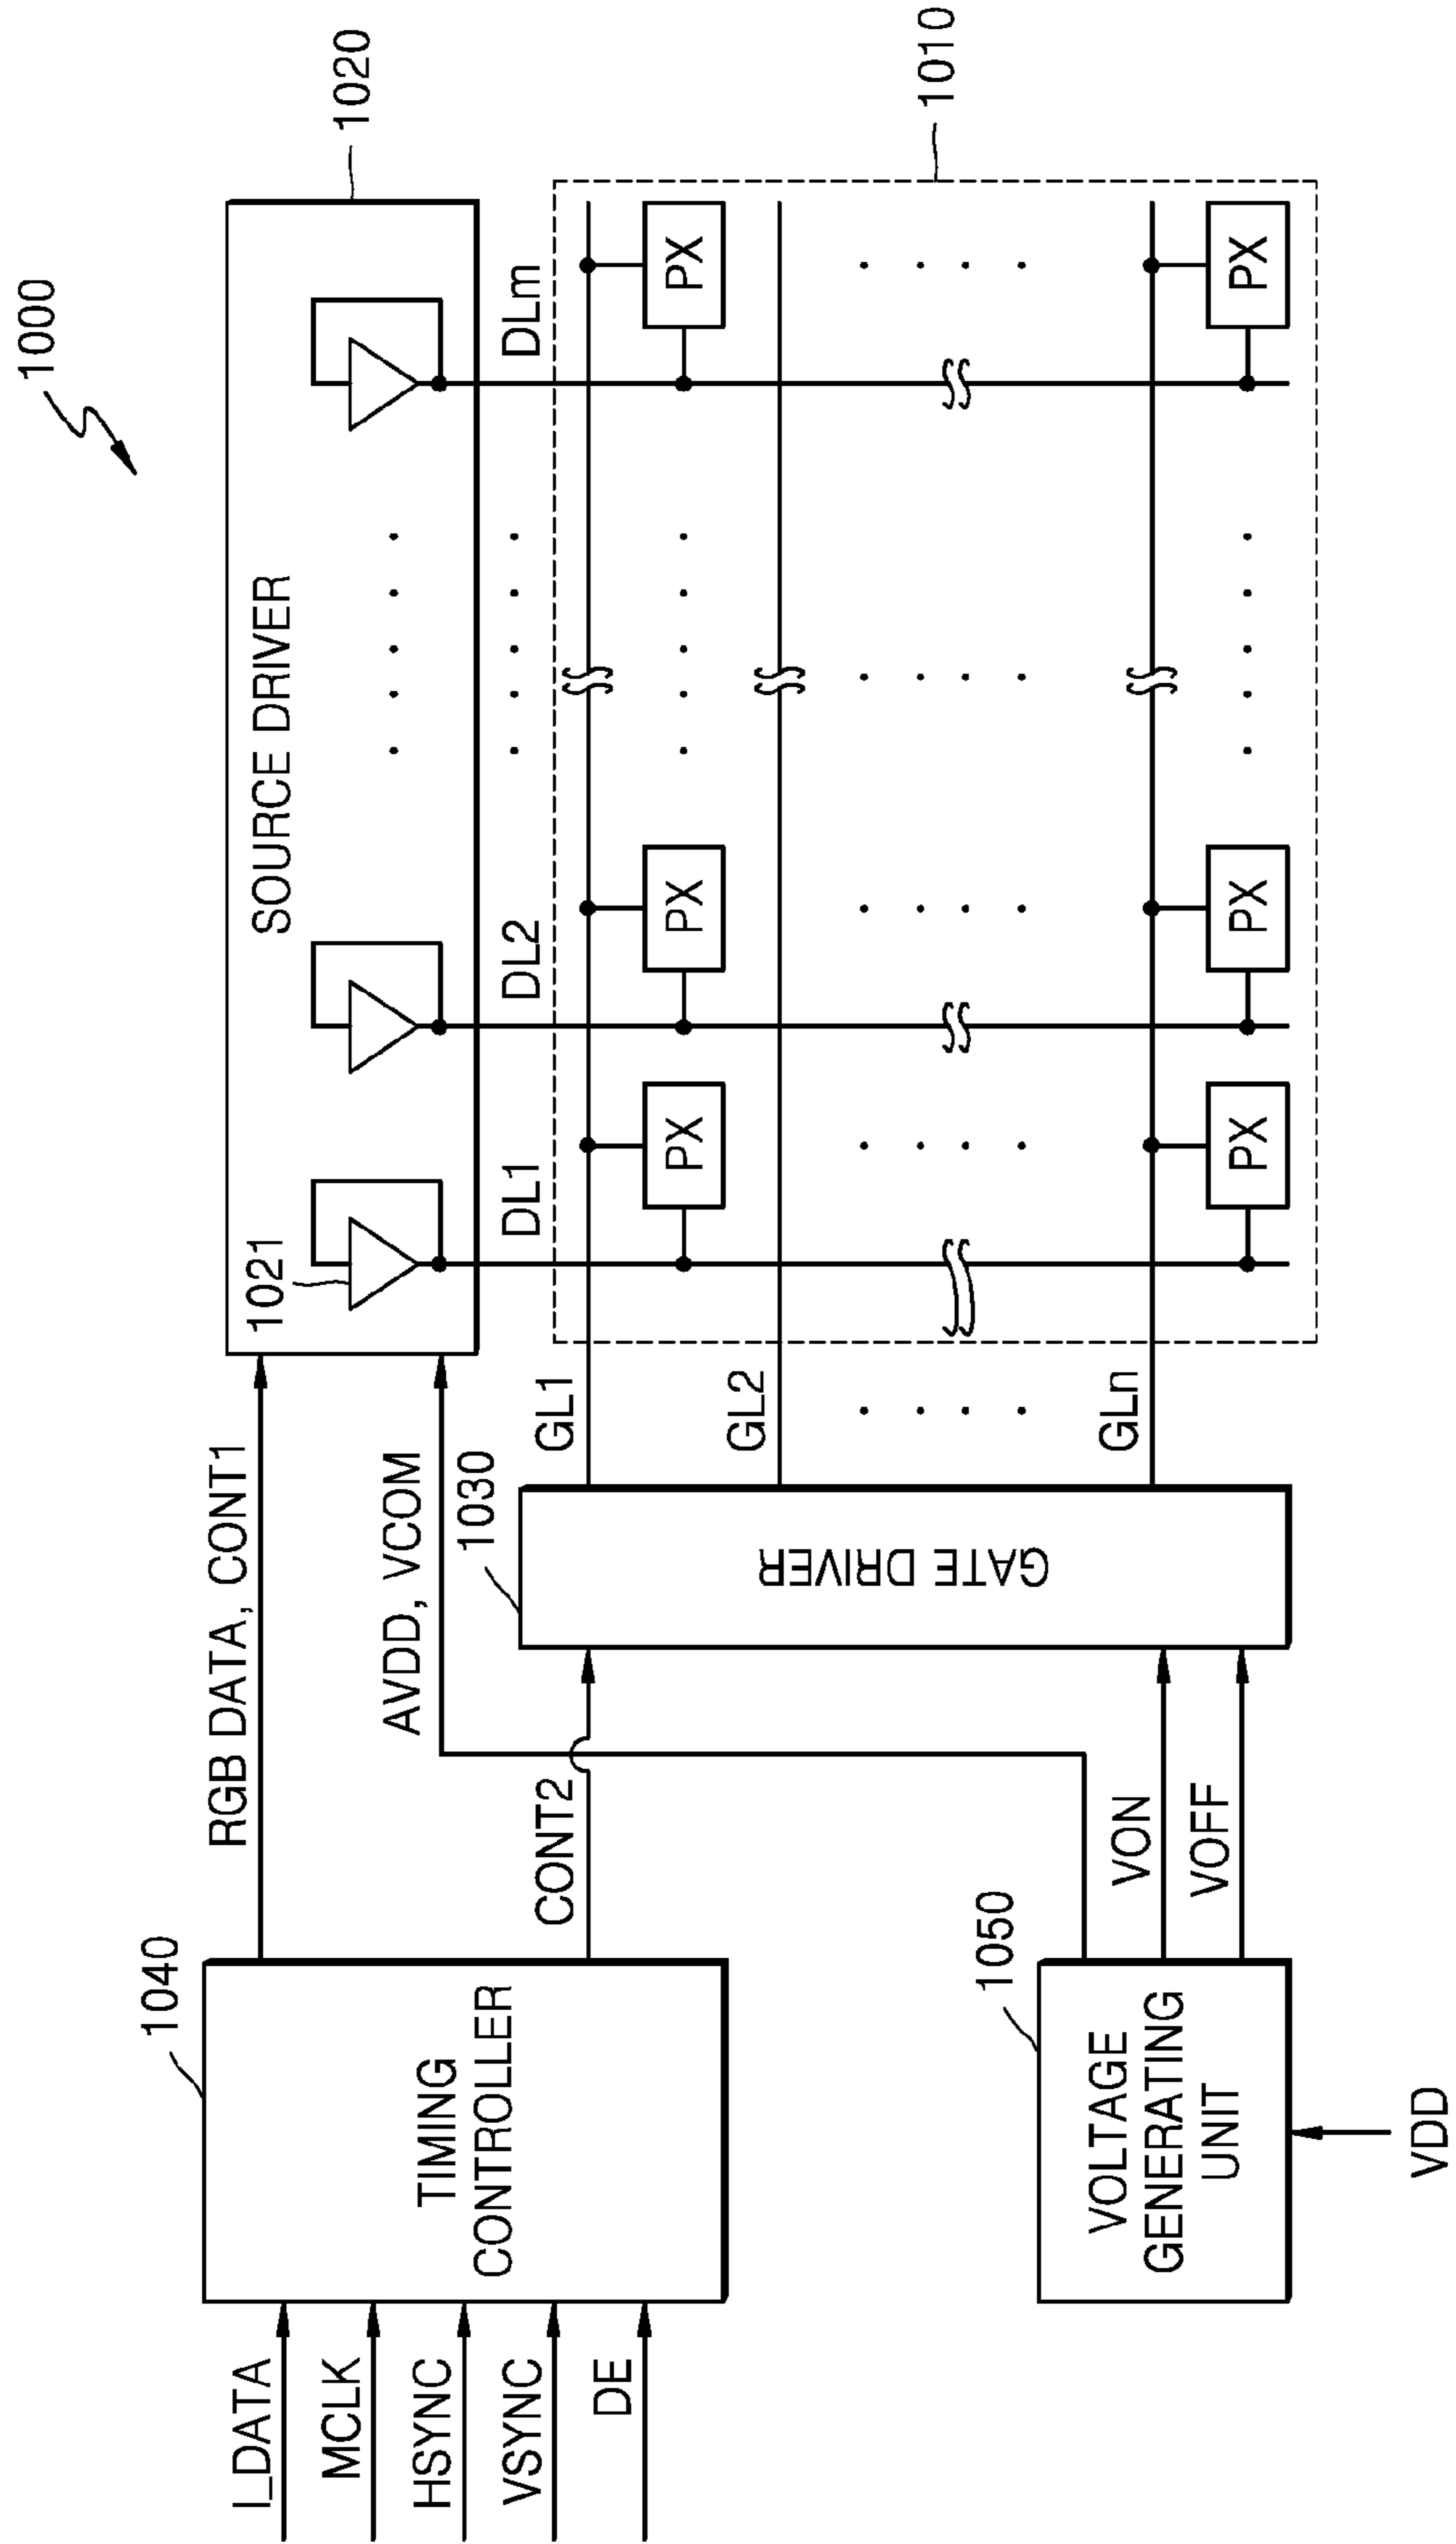 1000
SOURCE DRIVER
1020
1021
RGB DATA, CONT1
AVDD, VCOM
1040
TIMING
CONTROLLER
I_DATA
MCLK
HSYNC
VSYNC
DE
CONT2
1030
GATE DRIVER
DL1
DL2
DLm
GL1
GL2
GLn
1010
PX
PX
PX
PX
PX
PX
1050
VOLTAGE
GENERATING
UNIT
VON
VOFF
VDD